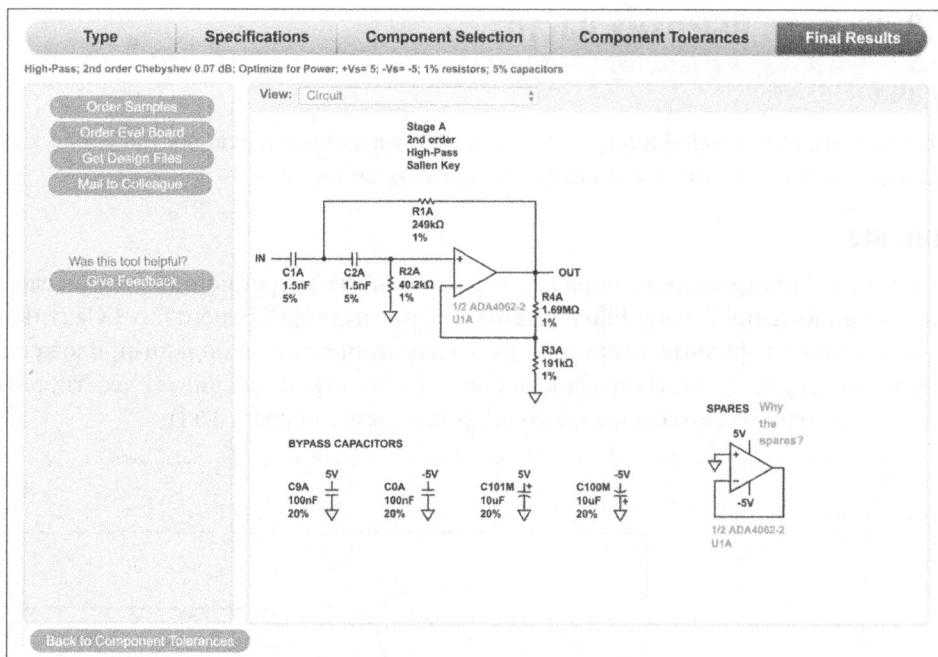 Type
Specifications
Component Selection
Component Tolerances
Final Results
High-Pass; 2nd order Chebyshev 0.07 dB; Optimize for Power; +Vs= 5; -Vs= -5; 1% resistors; 5% capacitors
Order Samples
Order Eval Board
Get Design Files
Mail to Colleague
Was this tool helpful?
Give Feedback
View: Circuit
Stage A
2nd order
High-Pass
Sallen Key
R1A
249kΩ
1%
IN
C1A
1.5nF
5%
C2A
1.5nF
5%
R2A
40.2kΩ
1%
+
-
1/2 ADA4062-2
U1A
OUT
R4A
1.69MΩ
1%
R3A
191kΩ
1%
BYPASS CAPACITORS
5V
C9A
100nF
20%
-5V
C0A
100nF
20%
5V
+
C101M
10uF
20%
-5V
+
C100M
10uF
20%
SPARES
Why
the
spares?
5V
+
-
-5V
1/2 ADA4062-2
U1A
Back to Component Tolerances